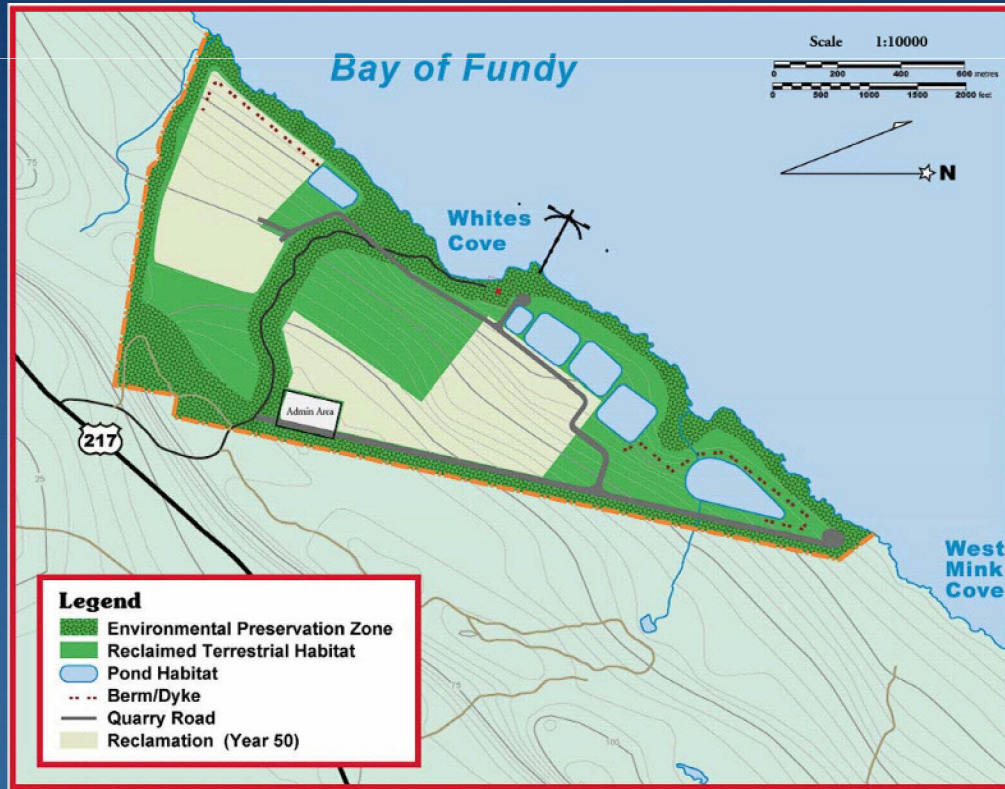 Scale 1:10000
0 200 400 600 metres
0 500 1000 1500 2000 feet
Bay of Fundy
N
Whites
Cove
75
Admin Area
217
25
West
Mink
Cove
75
105
Legend
Environmental Preservation Zone
Reclaimed Terrestrial Habitat
Pond Habitat
Berm/Dyke
Quarry Road
Reclamation (Year 50)